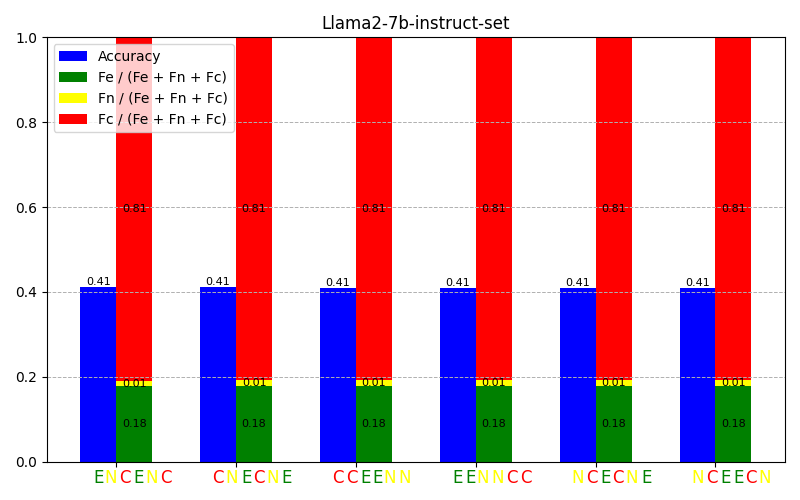 Llama2-7b-instruct-set
1.0
0.8
0.6
0.4
0.2
0.0
Accuracy
Fe / (Fe + Fn + Fc)
Fn / (Fe + Fn + Fc)
Fc / (Fe + Fn + Fc)
0.81 0.81 0.81 0.81 0.81 0.81
0.41 0.41 0.41 0.41 0.41 0.41
0.01 0.01 0.01 0.01 0.01 0.01
0.18 0.18 0.18 0.18 0.18 0.18
ENCENC CNECNE CCEENN EENNCC NCECNE NCEECN